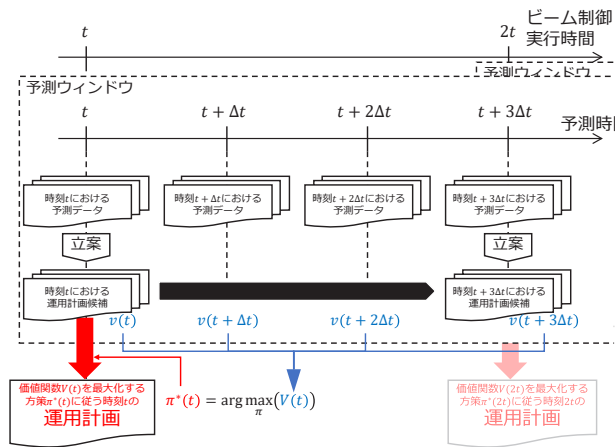 t
2t
ビーム制御
実行時間
予測ウィンドウ
予測ウィンドウ
t
t + Δt
t + 2Δt
t + 3Δt
予測時
時刻tにおける
予測データ
時刻t + Δtにおける
予測データ
時刻t + 2Δtにおける
予測データ
時刻t + 3Δtにおける
予測データ
立案
立案
時刻tにおける
運用計画候補
時刻t + 3Δtにおける
運用計画候補
v(t)
v(t + Δt)
v(t + 2Δt)
v(t + 3Δt)
価値関数V(t)を最大化する
方策π*(t)に従う時刻tの
運用計画
π*(t) = arg max(V(t))
π
価値関数V(2t)を最大化する
方策π*(2t)に従う時刻2tの
運用計画